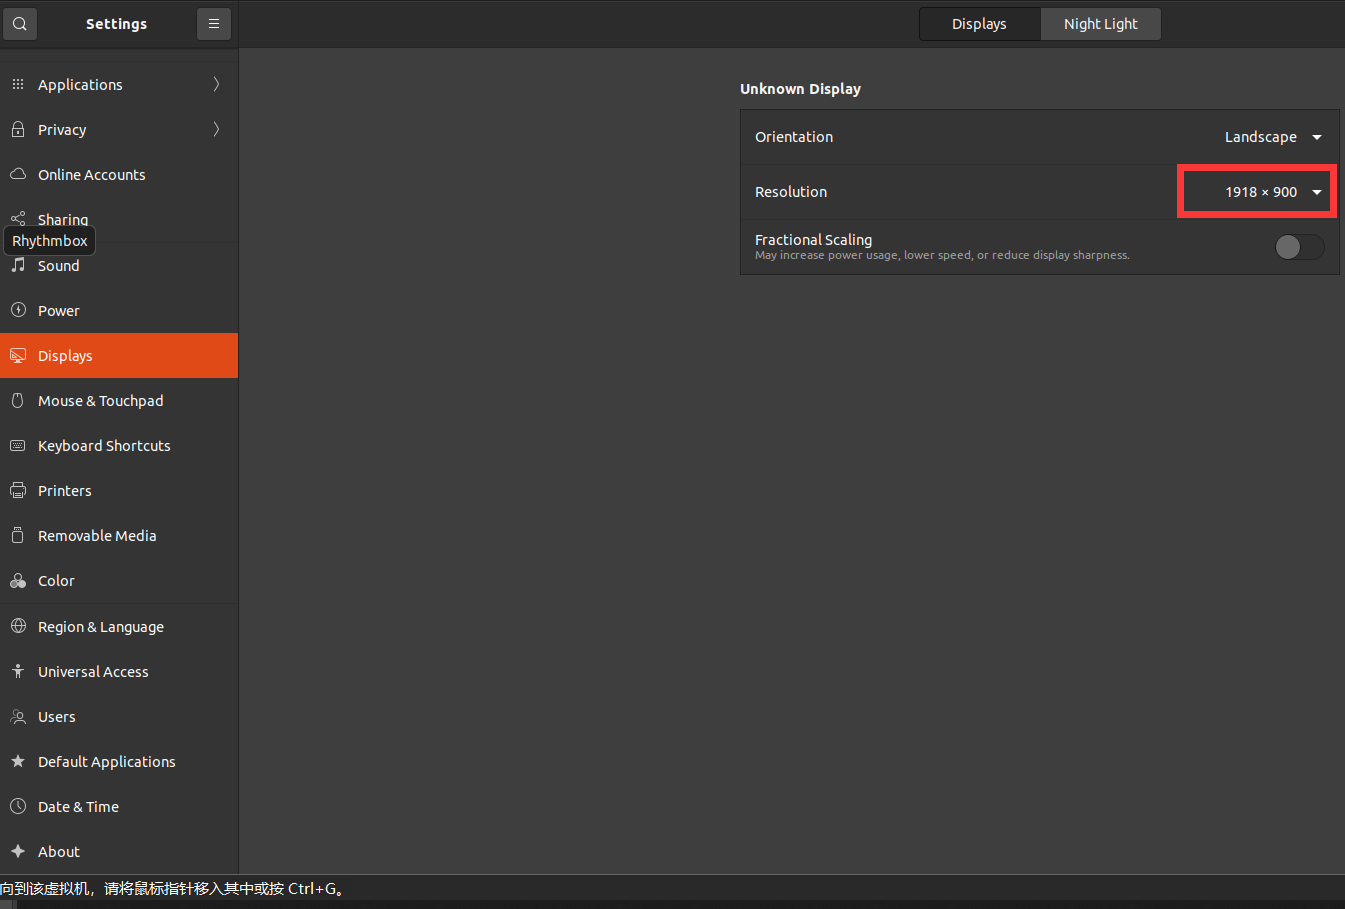 Settings
Displays
Night Light
Applications
Privacy
Online Accounts
Sharing
Rhythmbox
Sound
Power
Displays
Mouse & Touchpad
Keyboard Shortcuts
Printers
Removable Media
Color
Region & Language
Universal Access
Users
Default Applications
Date & Time
About
Unknown Display
Orientation
Landscape
Resolution
1918 × 900
Fractional Scaling
May increase power usage, lower speed, or reduce display sharpness.
向到该虚拟机，请将鼠标指针移入其中或按 Ctrl+G。